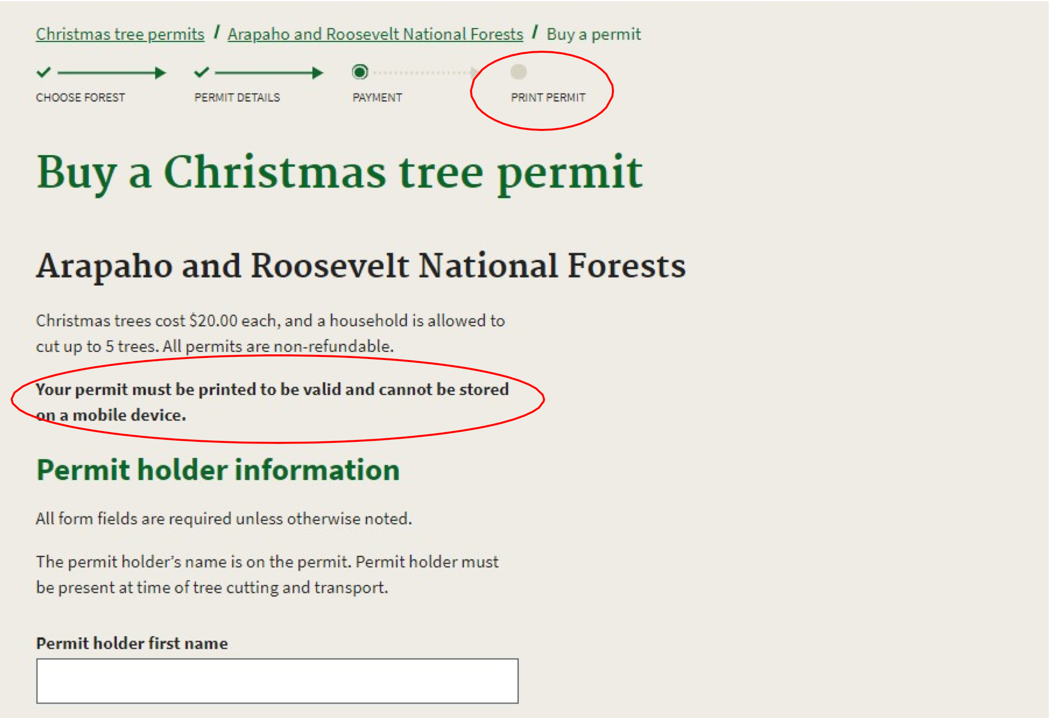 Christmas tree permits / Arapaho and Roosevelt National Forests / Buy a permit
CHOOSE FOREST PERMIT DETAILS PAYMENT PRINT PERMIT
Buy a Christmas tree permit
Arapaho and Roosevelt National Forests
Christmas trees cost $20.00 each, and a household is allowed to
cut up to 5 trees. All permits are non-refundable.
Your permit must be printed to be valid and cannot be stored
on a mobile device.
Permit holder information
All form fields are required unless otherwise noted.
The permit holder’s name is on the permit. Permit holder must
be present at time of tree cutting and transport.
Permit holder first name